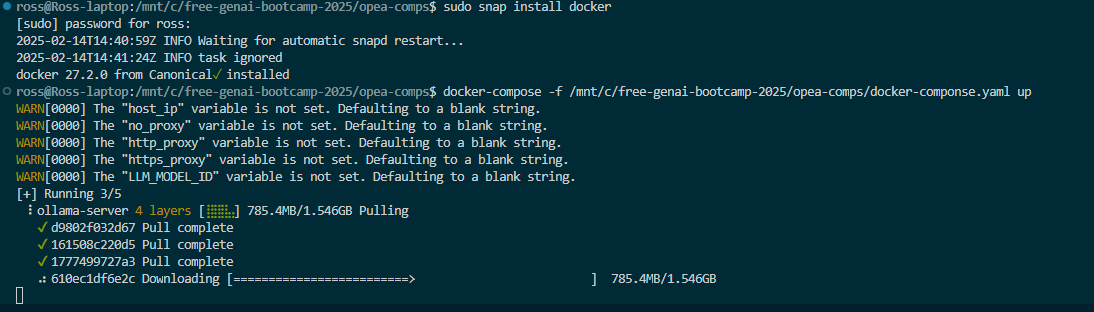 ross@Ross-laptop:/mnt/c/free-genai-bootcamp-2025/opea-comps$ sudo snap install docker
[sudo] password for ross:
2025-02-14T14:40:59Z INFO Waiting for automatic snapd restart...
2025-02-14T14:41:24Z INFO task ignored
docker 27.2.0 from Canonical✓ installed
ross@Ross-laptop:/mnt/c/free-genai-bootcamp-2025/opea-comps$ docker-compose -f /mnt/c/free-genai-bootcamp-2025/opea-comps/docker-componse.yaml up
WARN[0000] The "host_ip" variable is not set. Defaulting to a blank string.
WARN[0000] The "no_proxy" variable is not set. Defaulting to a blank string.
WARN[0000] The "http_proxy" variable is not set. Defaulting to a blank string.
WARN[0000] The "https_proxy" variable is not set. Defaulting to a blank string.
WARN[0000] The "LLM_MODEL_ID" variable is not set. Defaulting to a blank string.
[+] Running 3/5
⠸ ollama-server 4 layers [⣿⣿⣿⣤] 785.4MB/1.546GB Pulling
✓ d9802f032d67 Pull complete
✓ 161508c220d5 Pull complete
✓ 1777499727a3 Pull complete
⠴ 610ec1df6e2c Downloading [=========================> ] 785.4MB/1.546GB